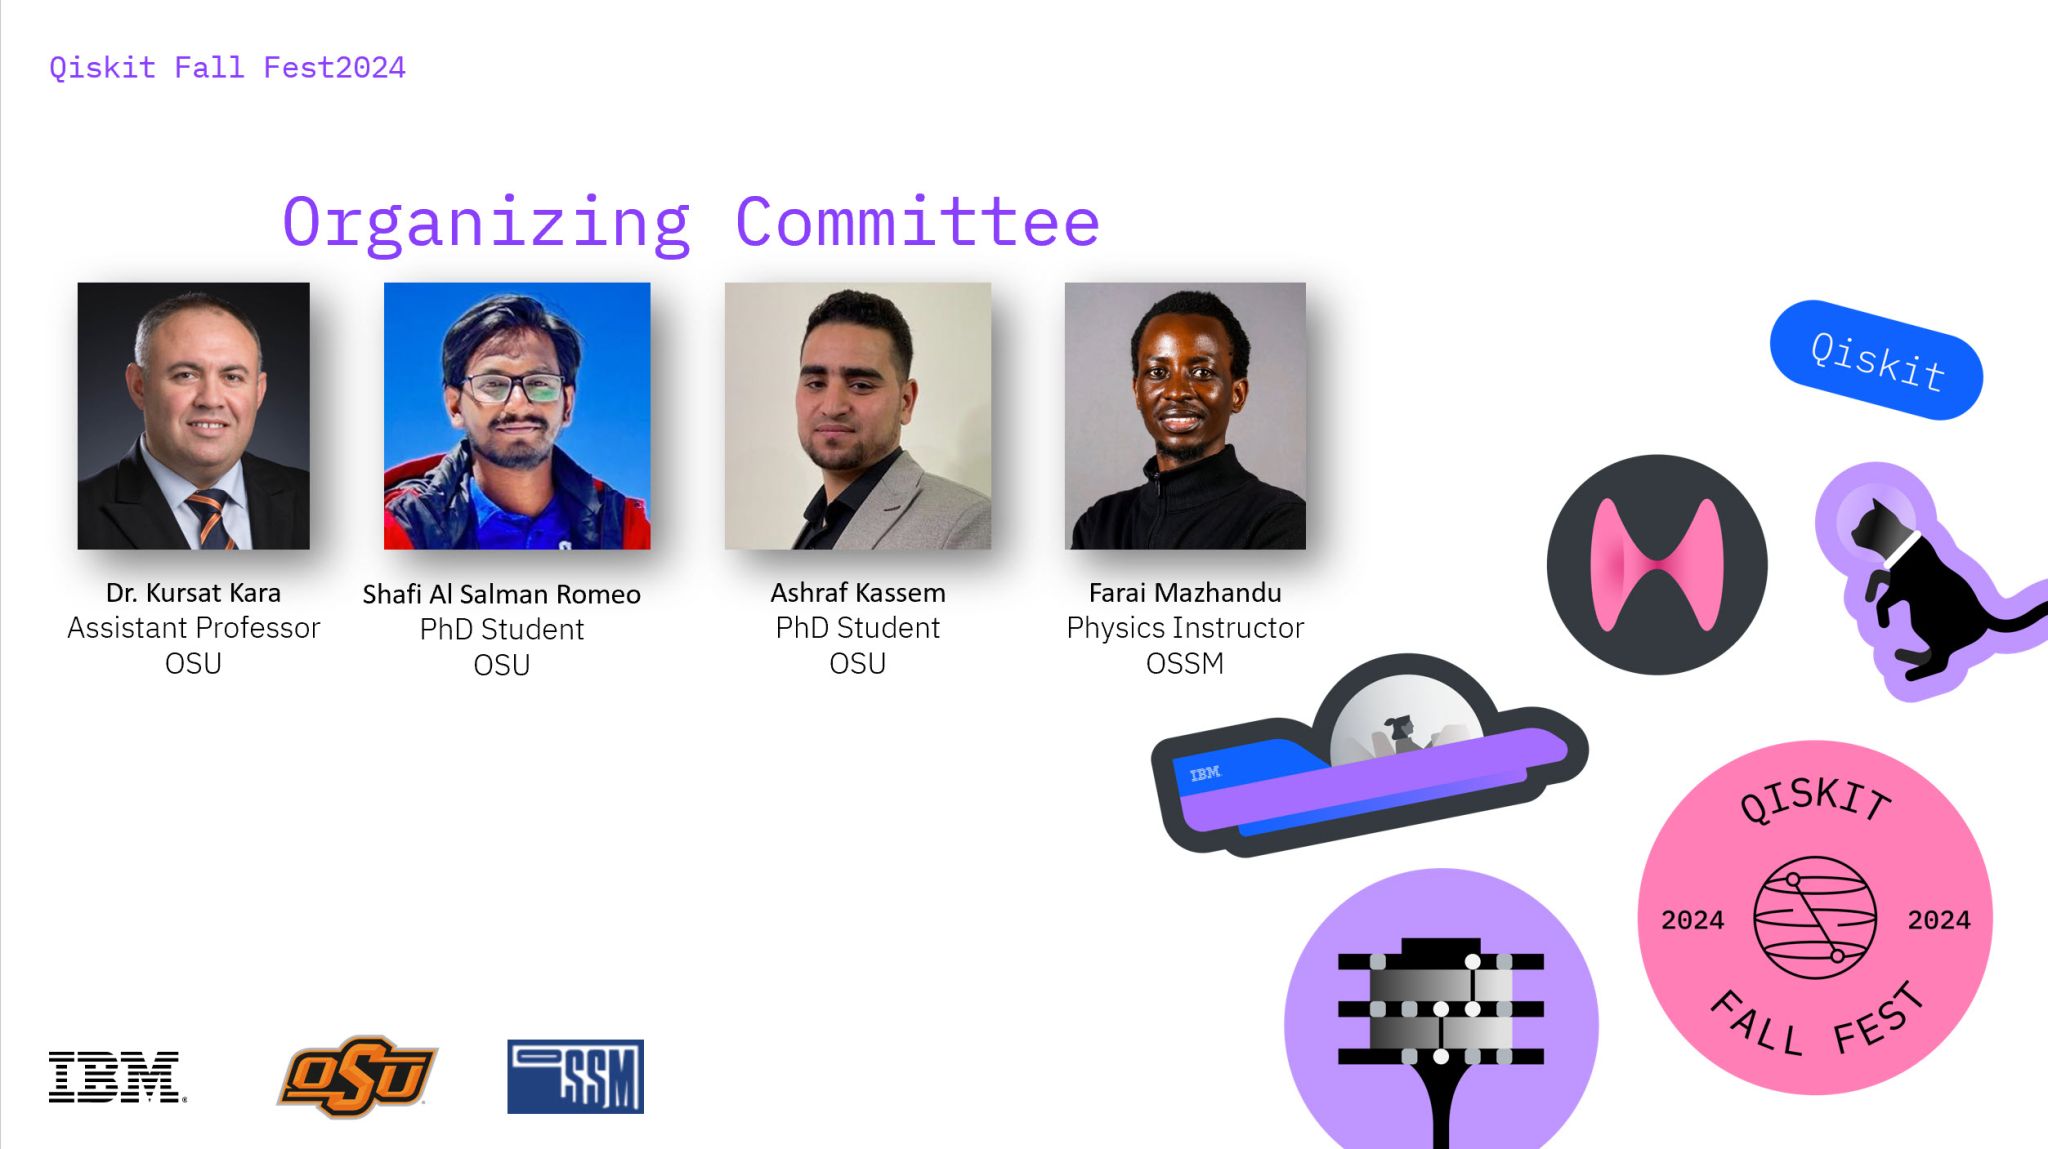 Qiskit Fall Fest2024
Organizing Committee
Dr. Kursat Kara
Assistant Professor
OSU
Shafi Al Salman Romeo
PhD Student
OSU
Ashraf Kassem
PhD Student
OSU
Farai Mazhandu
Physics Instructor
OSSM
Qiskit
IBM
QISKIT
2024
2024
FALL FEST
IBM
OSU
OSSM